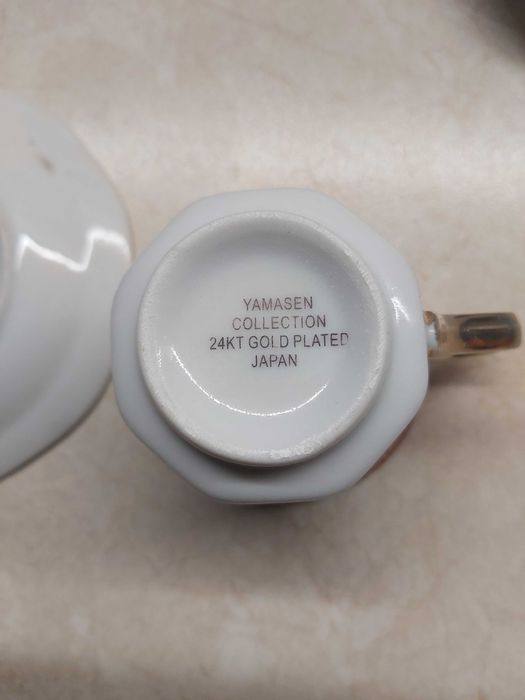 YAMASEN
COLLECTION
24KT GOLD PLATED
JAPAN